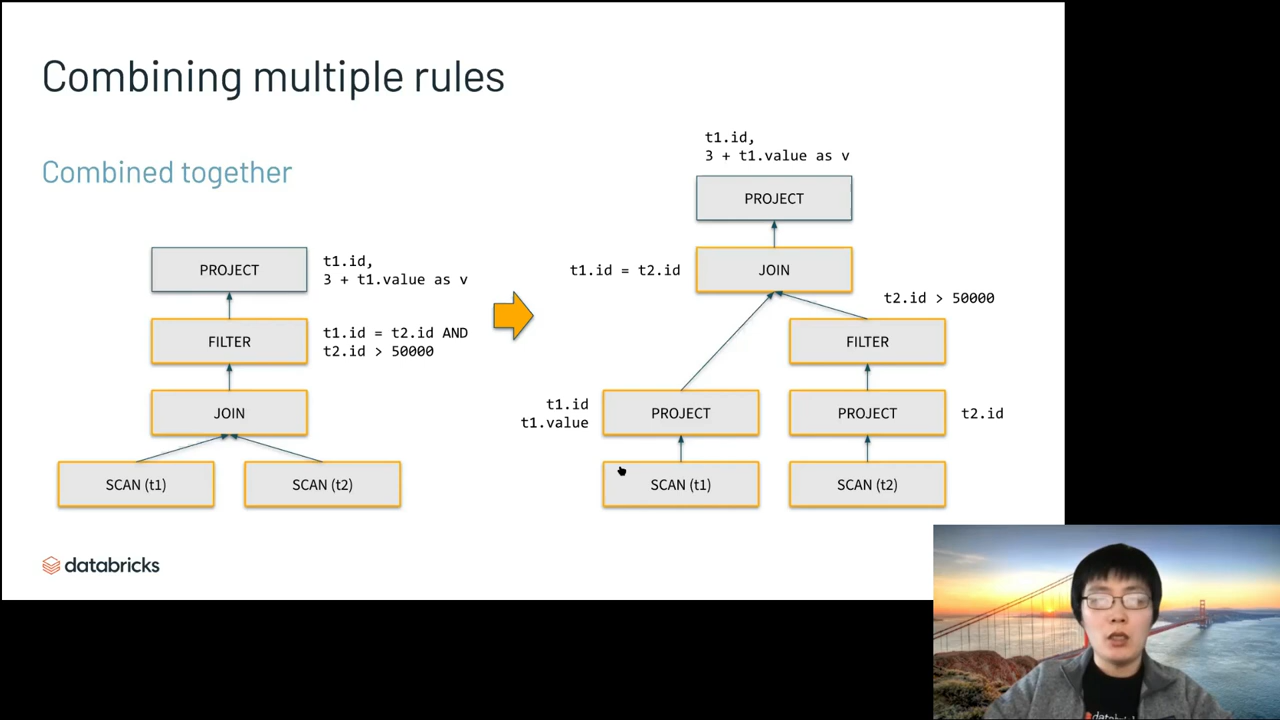 Combining multiple rules
Combined together
PROJECT
t1.id,
3 + t1.value as v
FILTER
t1.id = t2.id AND
t2.id > 50000
JOIN
SCAN (t1)
SCAN (t2)
t1.id,
3 + t1.value as v
PROJECT
t1.id = t2.id
JOIN
t2.id > 50000
FILTER
t1.id
t1.value
PROJECT
PROJECT
t2.id
SCAN (t1)
SCAN (t2)
databricks